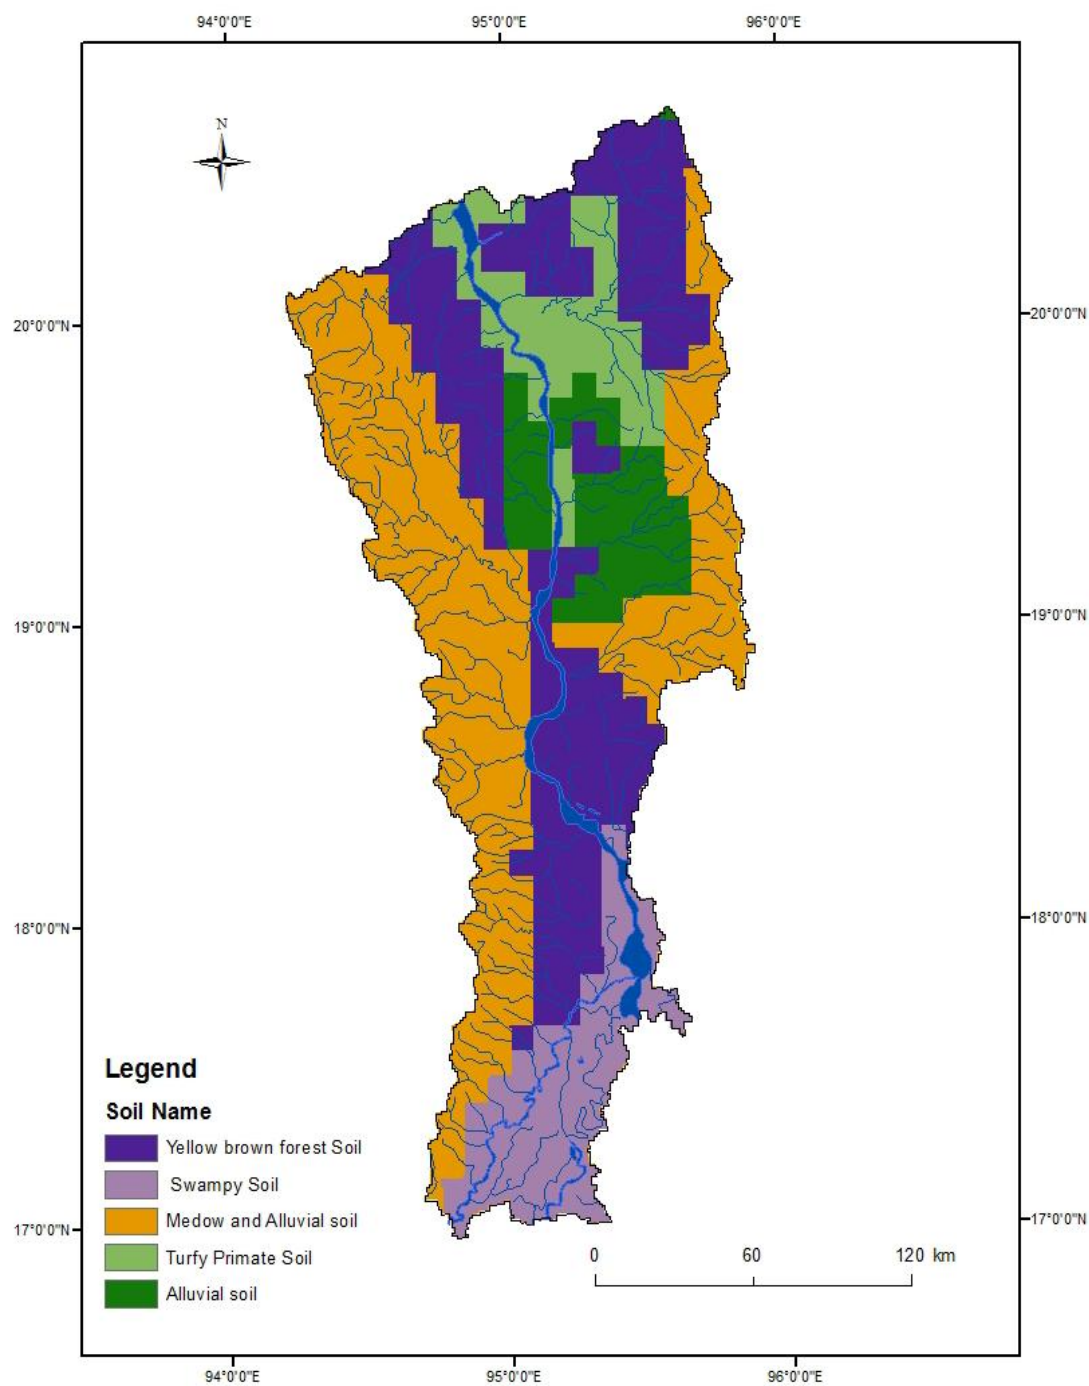 94°0'0"E 95°0'0"E 96°0'0"E
N
20°0'0"N 20°0'0"N
19°0'0"N 19°0'0"N
18°0'0"N 18°0'0"N
17°0'0"N 17°0'0"N
Legend
Soil Name
Yellow brown forest Soil
Swampy Soil
Medow and Alluvial soil
Turfy Primate Soil
Alluvial soil
0 60 120 km
94°0'0"E 95°0'0"E 96°0'0"E